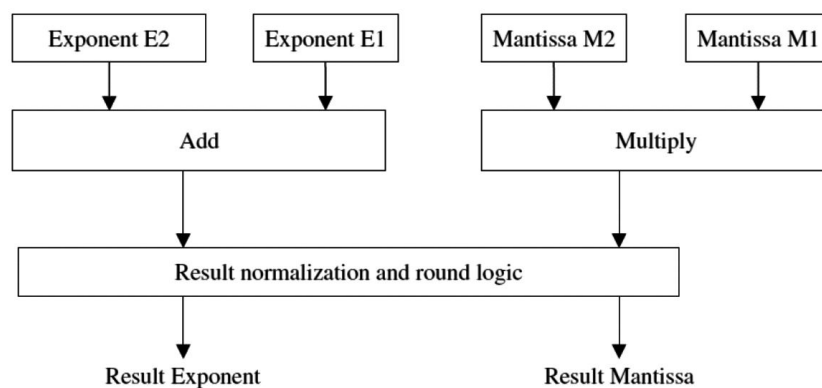 Exponent E2
Exponent E1
Mantissa M2
Mantissa M1
Add
Multiply
Result normalization and round logic
Result Exponent
Result Mantissa